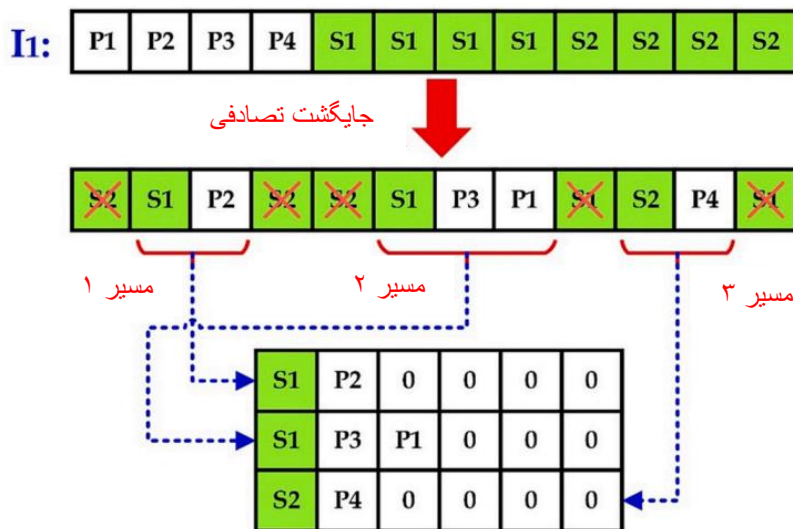 I1: P1 P2 P3 P4 S1 S1 S1 S1 S2 S2 S2 S2
جایگشت تصادفی
S2 S1 P2 S2 S2 S1 P3 P1 S1 S2 P4 S1
مسیر ۱
مسیر ۲
مسیر ۳
S1 P2 0 0 0 0
S1 P3 P1 0 0 0
S2 P4 0 0 0 0